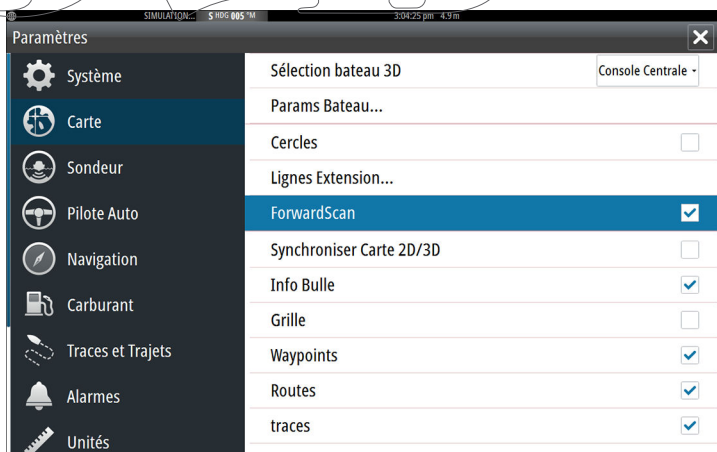 SIMULATION... S HDG 005 °M 3:04:25 pm 4.9 m
Paramètres
Système
Carte
Sondeur
Pilote Auto
Navigation
Carburant
Traces et Trajets
Alarmes
Unités
Sélection bateau 3D Console Centrale
Params Bateau...
Cercles
Lignes Extension...
ForwardScan
Synchroniser Carte 2D/3D
Info Bulle
Grille
Waypoints
Routes
traces